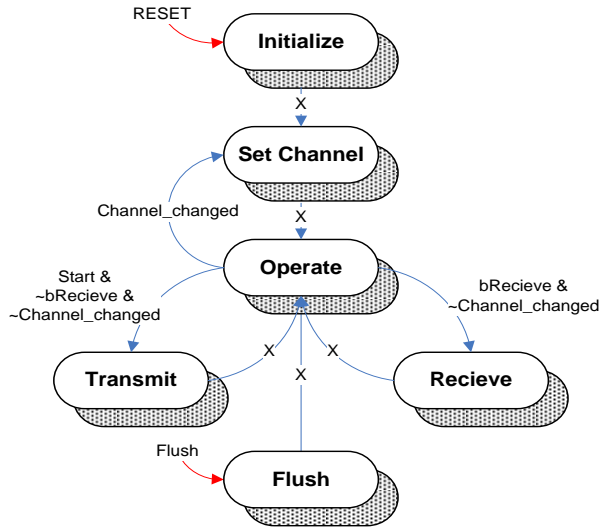 RESET
Initialize
X
Set Channel
X
Channel_changed
Operate
Start &
~bRecieve &
~Channel_changed
bRecieve &
~Channel_changed
X
X
X
Transmit
Recieve
Flush
Flush